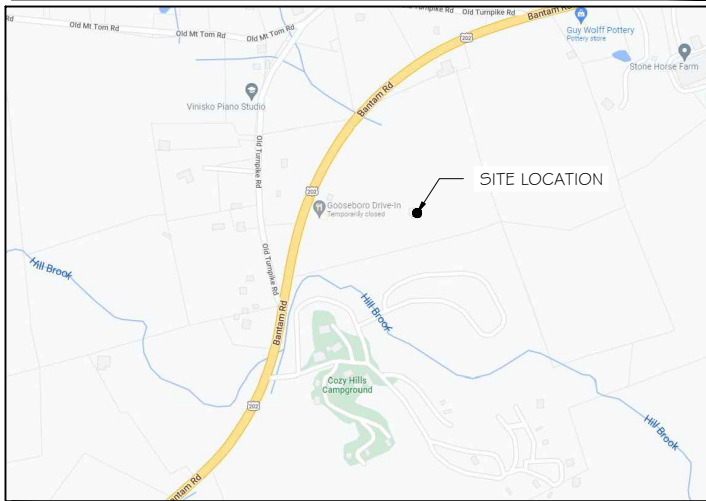 Rd
Old Mt Tom Rd
Old Mt Tom Rd
Old Mt Tom Rd
Old Turnpike Rd
Old Turnpike Rd
Bantam Rd
202
Guy Wolff Pottery
Pottery store
Stone Horse Farm
Vinisko Piano Studio
Bantam Rd
Old Turnpike Rd
SITE LOCATION
202
Gooseboro Drive-In
Temporarily closed
Old Turnpike Rd
Hill Brook
Hill Brook
Bantam Rd
Cozy Hills
Campground
202
Hill Brook
Bantam Rd